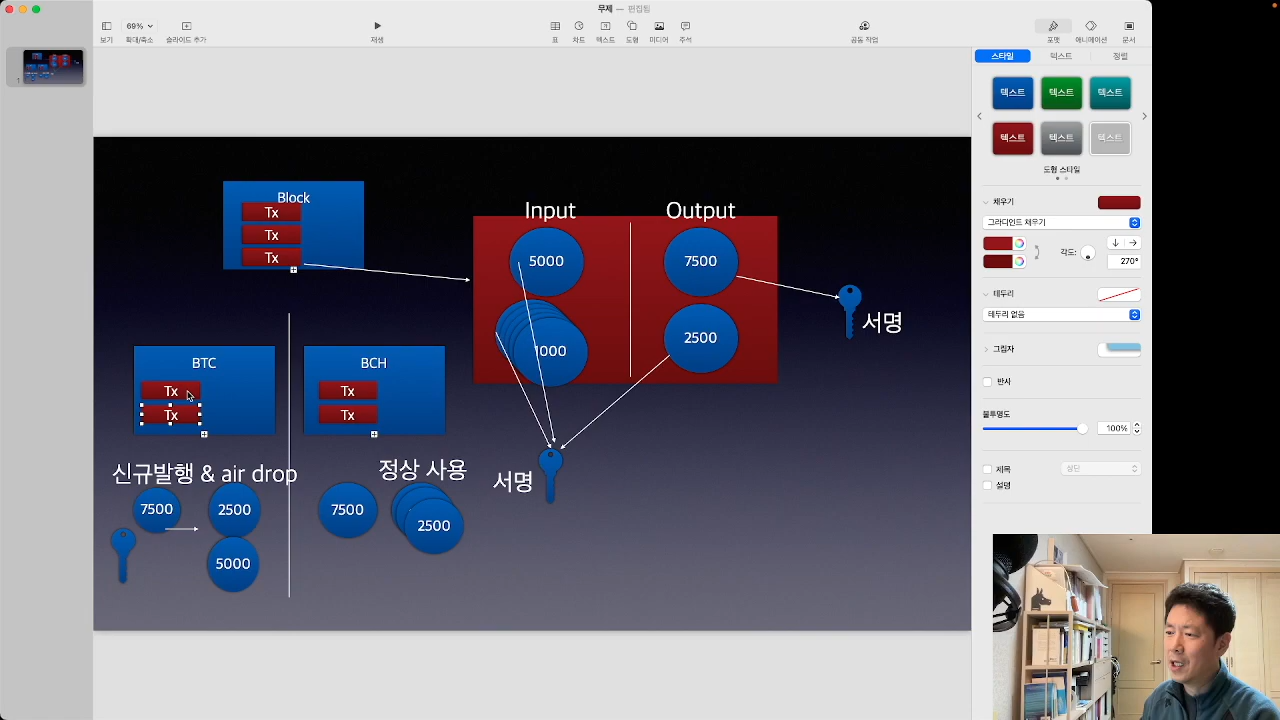 무제 — 편집됨
69%
보기
확대/축소
슬라이드 추가
재생
표
차트
텍스트
도형
미디어
주석
공동 작업
포맷
애니메이션
문서
1
스타일
텍스트
정렬
텍스트
텍스트
텍스트
텍스트
텍스트
텍스트
도형 스타일
채우기
그라디언트 채우기
각도:
270°
테두리
테두리 없음
그림자
반사
불투명도
100%
제목
상단
설명
Block
Tx
Tx
Tx
Input
Output
5000
7500
1000
2500
서명
서명
BTC
Tx
Tx
BCH
Tx
Tx
신규발행 & air drop
정상 사용
7500
2500
5000
7500
2500